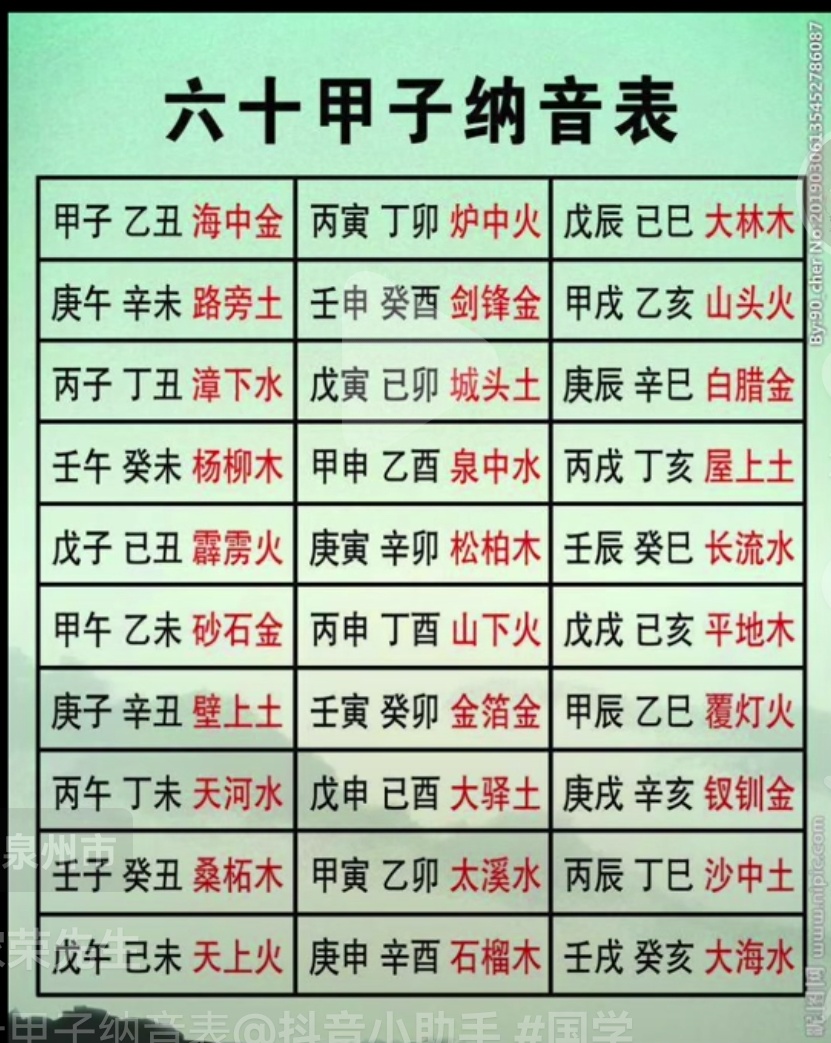 六十甲子纳音表
甲子 乙丑 海中金 丙寅 丁卯 炉中火 戊辰 已巳 大林木
庚午 辛未 路旁土 壬申 癸酉 剑锋金 甲戌 乙亥 山头火
丙子 丁丑 漳下水 戊寅 已卯 城头土 庚辰 辛巳 白腊金
壬午 癸未 杨柳木 甲申 乙酉 泉中水 丙戌 丁亥 屋上土
戊子 已丑 霹雳火 庚寅 辛卯 松柏木 壬辰 癸巳 长流水
甲午 乙未 砂石金 丙申 丁酉 山下火 戊戌 已亥 平地木
庚子 辛丑 壁上土 壬寅 癸卯 金箔金 甲辰 乙巳 覆灯火
丙午 丁未 天河水 戊申 已酉 大驿土 庚戌 辛亥 钗钏金
壬子 癸丑 桑柘木 甲寅 乙卯 太溪水 丙辰 丁巳 沙中土
戊午 已未 天上火 庚申 辛酉 石榴木 壬戌 癸亥 大海水
泉州市
荣先生
甲子纳音表@抖音小助手 #国学
By:90_cher No:20190306135452786087
昵图网 www.nipic.com